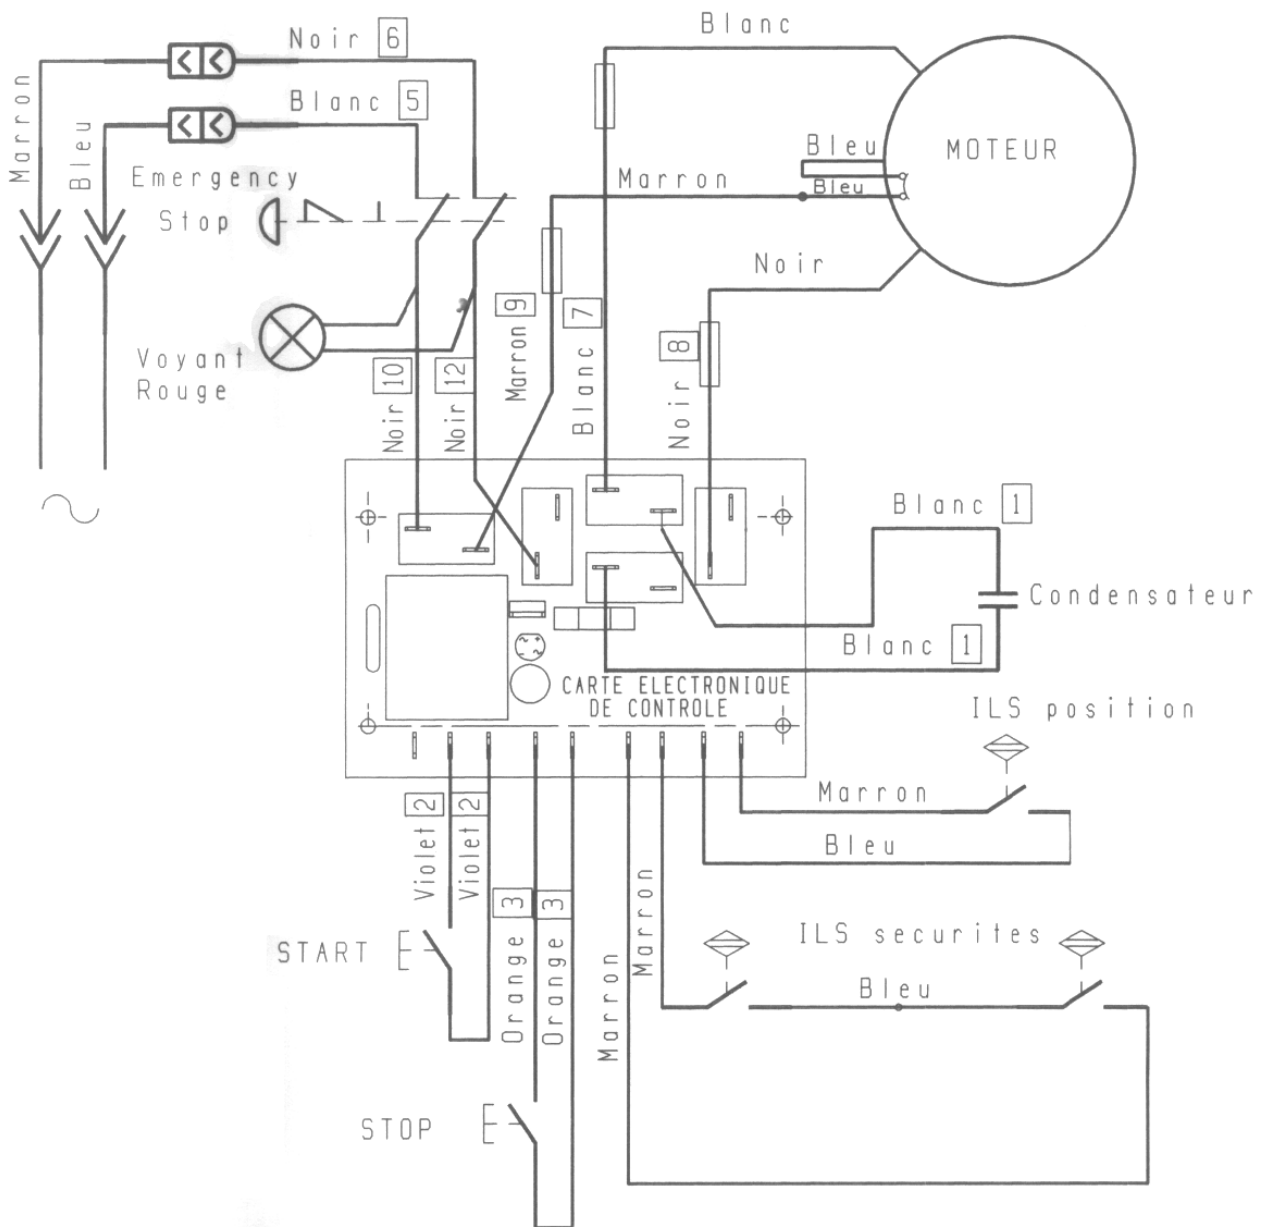 Noir 6
Blanc
Marron
Bleu
Blanc 5
Emergency
Stop
Bleu
Bleu
MOTEUR
Marron
Noir
Voyant
Rouge
Noir 10
Noir 12
Marron 9
Blanc 7
Noir 8
Blanc 1
Condensateur
Blanc 1
CARTE ELECTRONIQUE
DE CONTROLE
ILS position
Marron
Bleu
Violet 2
Violet 2
Orange 3
Orange 3
Marron
Marron
START
ILS securites
Bleu
STOP